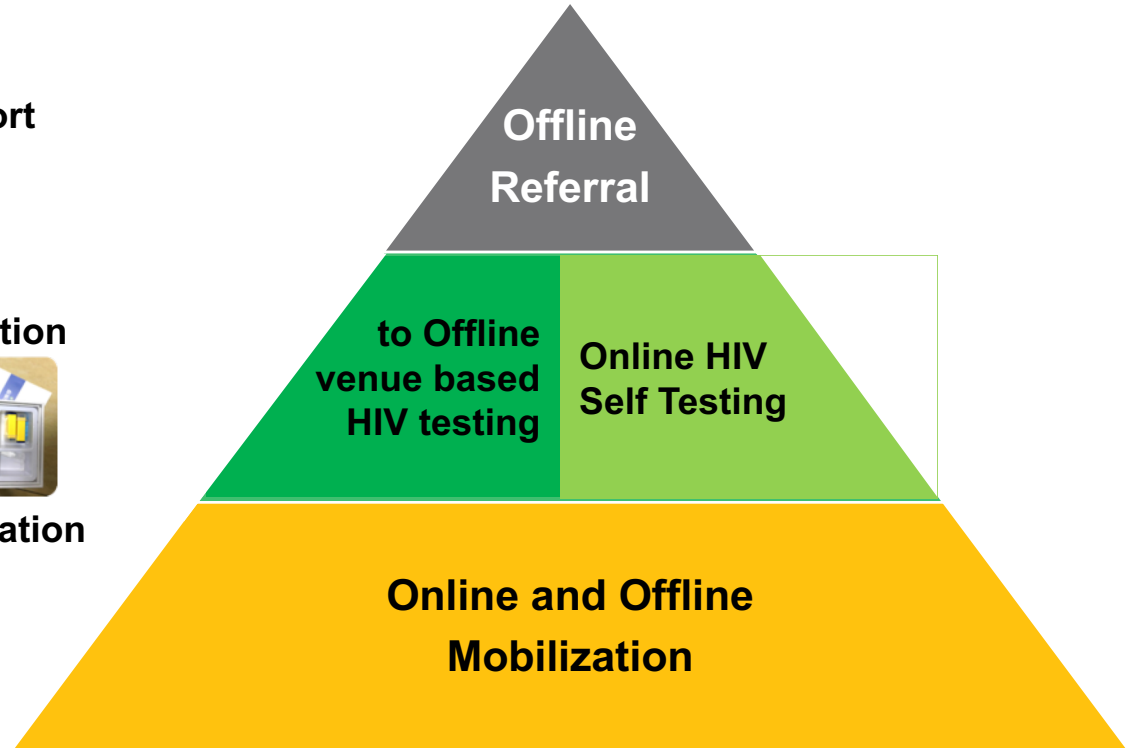 ort
Offline
Referral
tion
to Offline
venue based
HIV testing
Online HIV
Self Testing
ation
Online and Offline
Mobilization